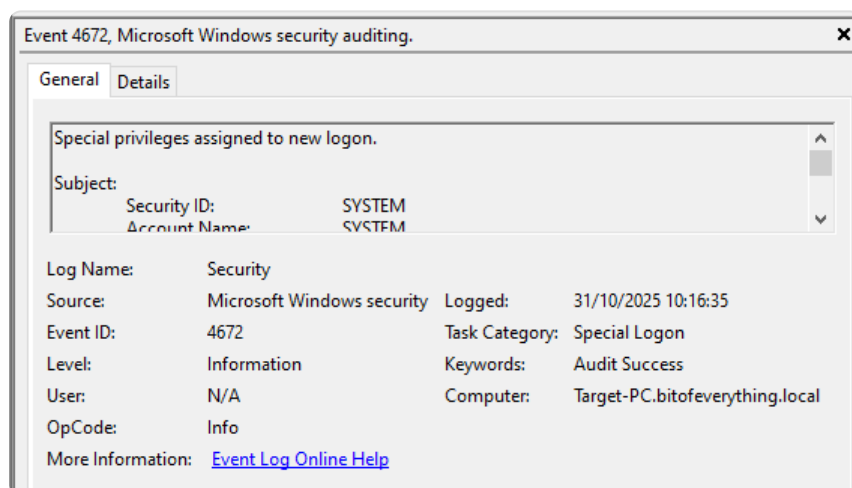 Event 4672, Microsoft Windows security auditing.
General Details
Special privileges assigned to new logon.
Subject:
Security ID: SYSTEM
Account Name: SYSTEM
Log Name: Security
Source: Microsoft Windows security Logged: 31/10/2025 10:16:35
Event ID: 4672 Task Category: Special Logon
Level: Information Keywords: Audit Success
User: N/A Computer: Target-PC.bitofeverything.local
OpCode: Info
More Information: Event Log Online Help